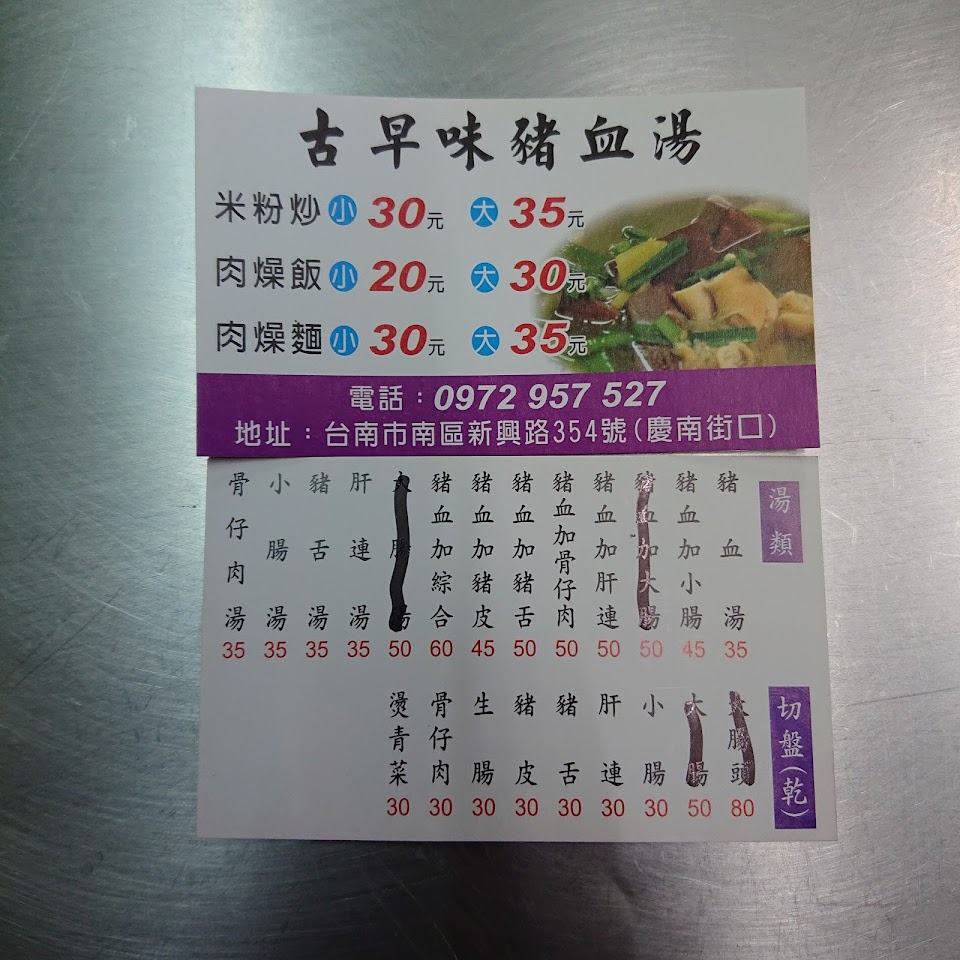 古早味豬血湯
米粉炒 小 30元 大 35元
肉燥飯 小 20元 大 30元
肉燥麵 小 30元 大 35元
電話：0972 957 527
地址：台南市南區新興路354號(慶南街口)
湯類
豬血湯 35
豬血加小腸 45
豬血加大腸 50
豬血加肝連 50
豬血加骨仔肉 50
豬血加豬舌 50
豬血加豬皮 45
豬血加綜合 60
大腸湯 50
肝連湯 35
豬舌湯 35
小腸湯 35
骨仔肉湯 35
切盤(乾)
大腸頭 80
大腸 50
小腸 30
肝連 30
豬舌 30
豬皮 30
生腸 30
骨仔肉 30
燙青菜 30